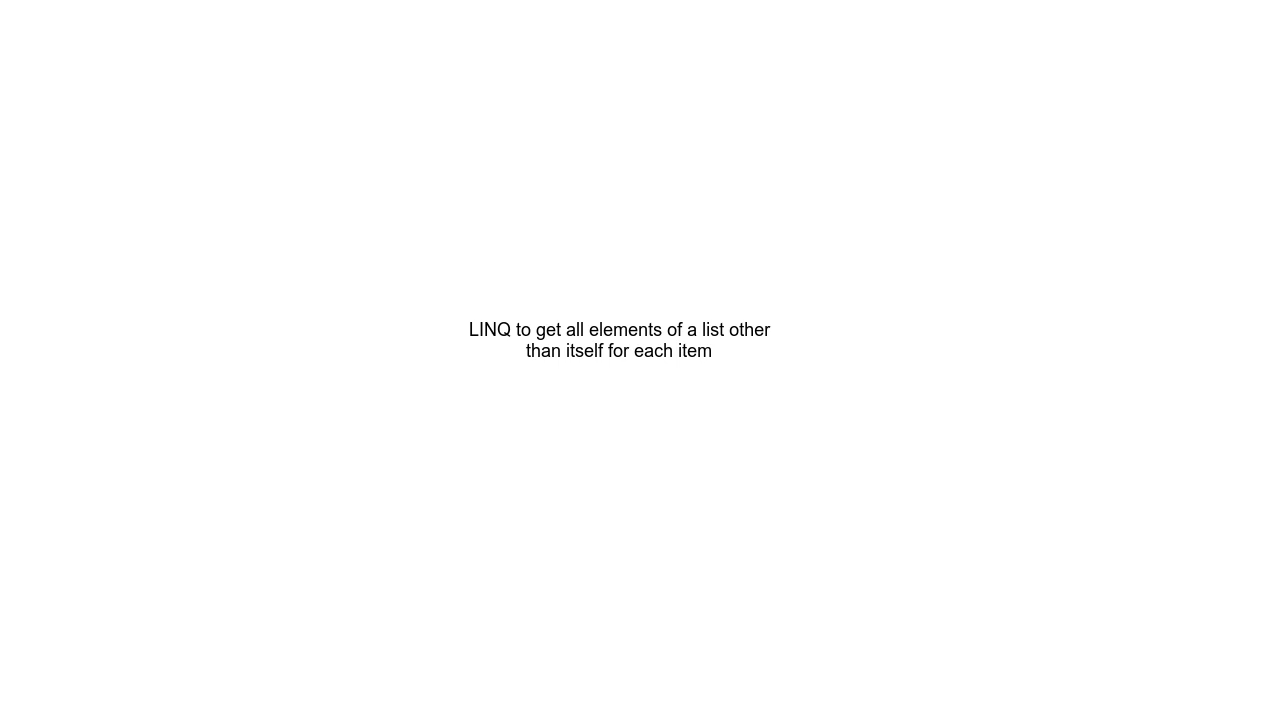 LINQ to get all elements of a list other
than itself for each item